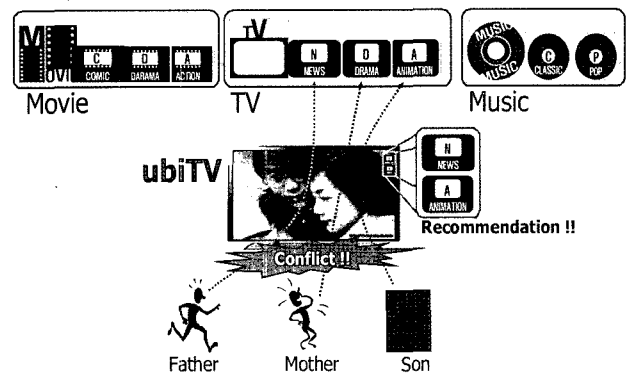 M
OVI
C
COMIC
D
DARAMA
A
ACTION
Movie
TV
N
NEWS
D
DRAMA
A
ANIMATION
TV
MUSIC
MUSIC
C
CLASSIC
P
POP
Music
ubiTV
N
NEWS
A
ANIMATION
Recommendation !!
Conflict !!
Father
Mother
Son